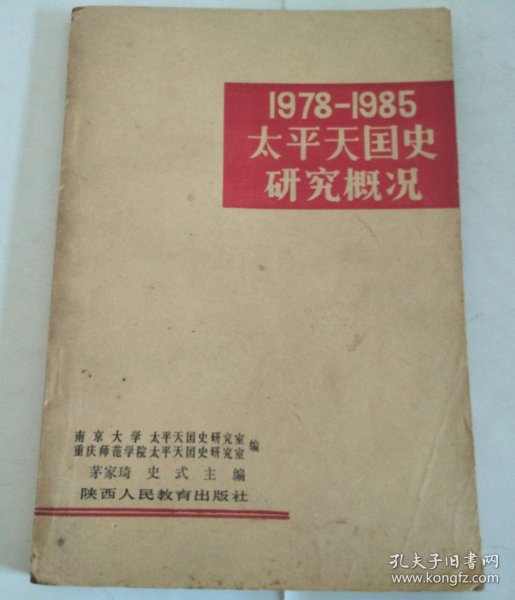 1978-1985
太平天囯史
研究概况
南京大学 太平天囯史研究室
重庆师范学院太平天囯史研究室 编
茅家琦 史式 主编
陕西人民教育出版社
孔夫子旧书网
www.kongfz.com